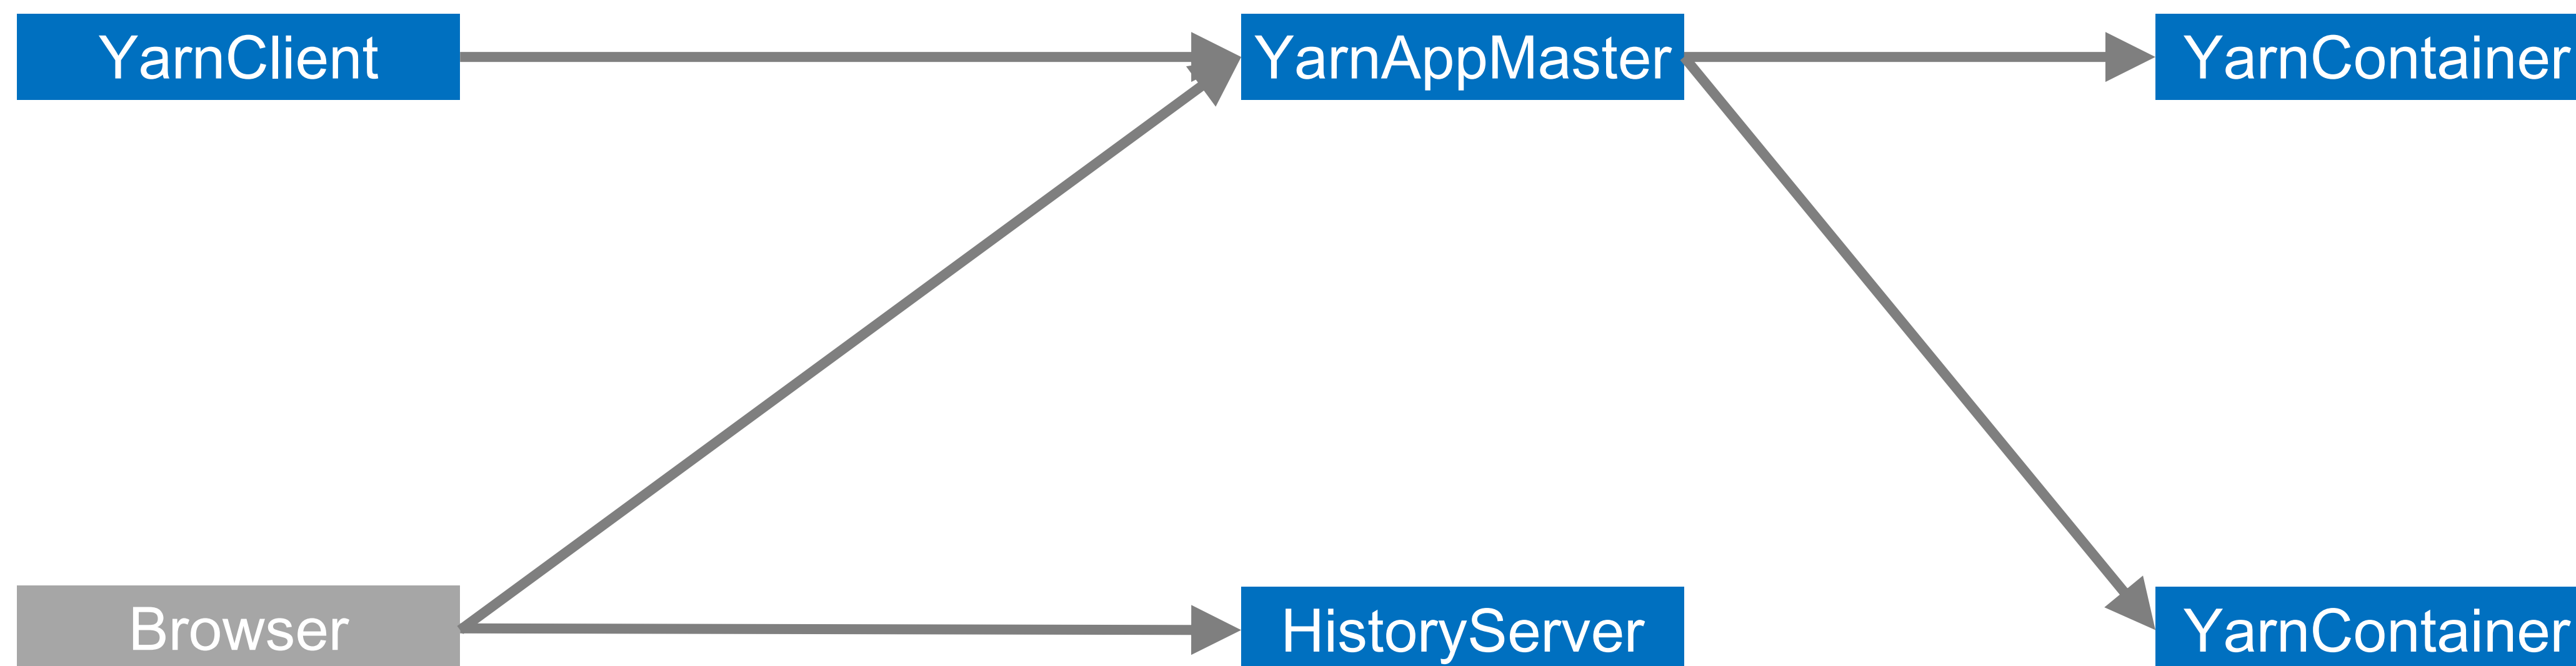 YarnClient
YarnAppMaster
YarnContainer
Browser
HistoryServer
YarnContainer